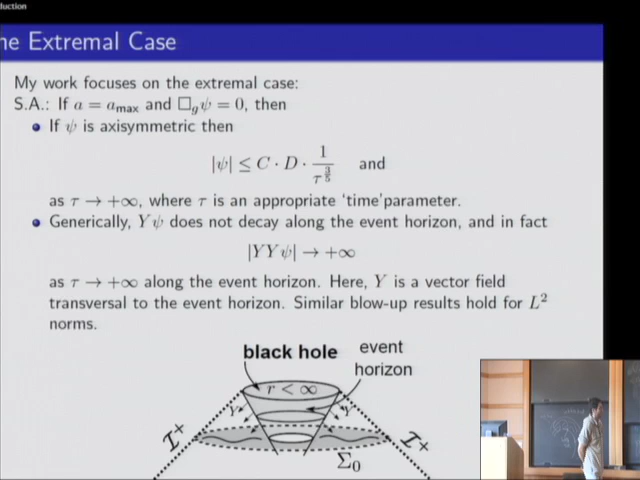 duction
he Extremal Case
My work focuses on the extremal case:
S.A.: If a = a_max and □_gψ = 0, then
• If ψ is axisymmetric then
|ψ| ≤ C · D · 1/τ^{3/5} and
as τ → +∞, where τ is an appropriate ‘time’parameter.
• Generically, Yψ does not decay along the event horizon, and in fact
|YYψ| → +∞
as τ → +∞ along the event horizon. Here, Y is a vector field
transversal to the event horizon. Similar blow-up results hold for L²
norms.
black hole
event
horizon
r < ∞
Y
Y
I⁺
I⁺
Σ₀